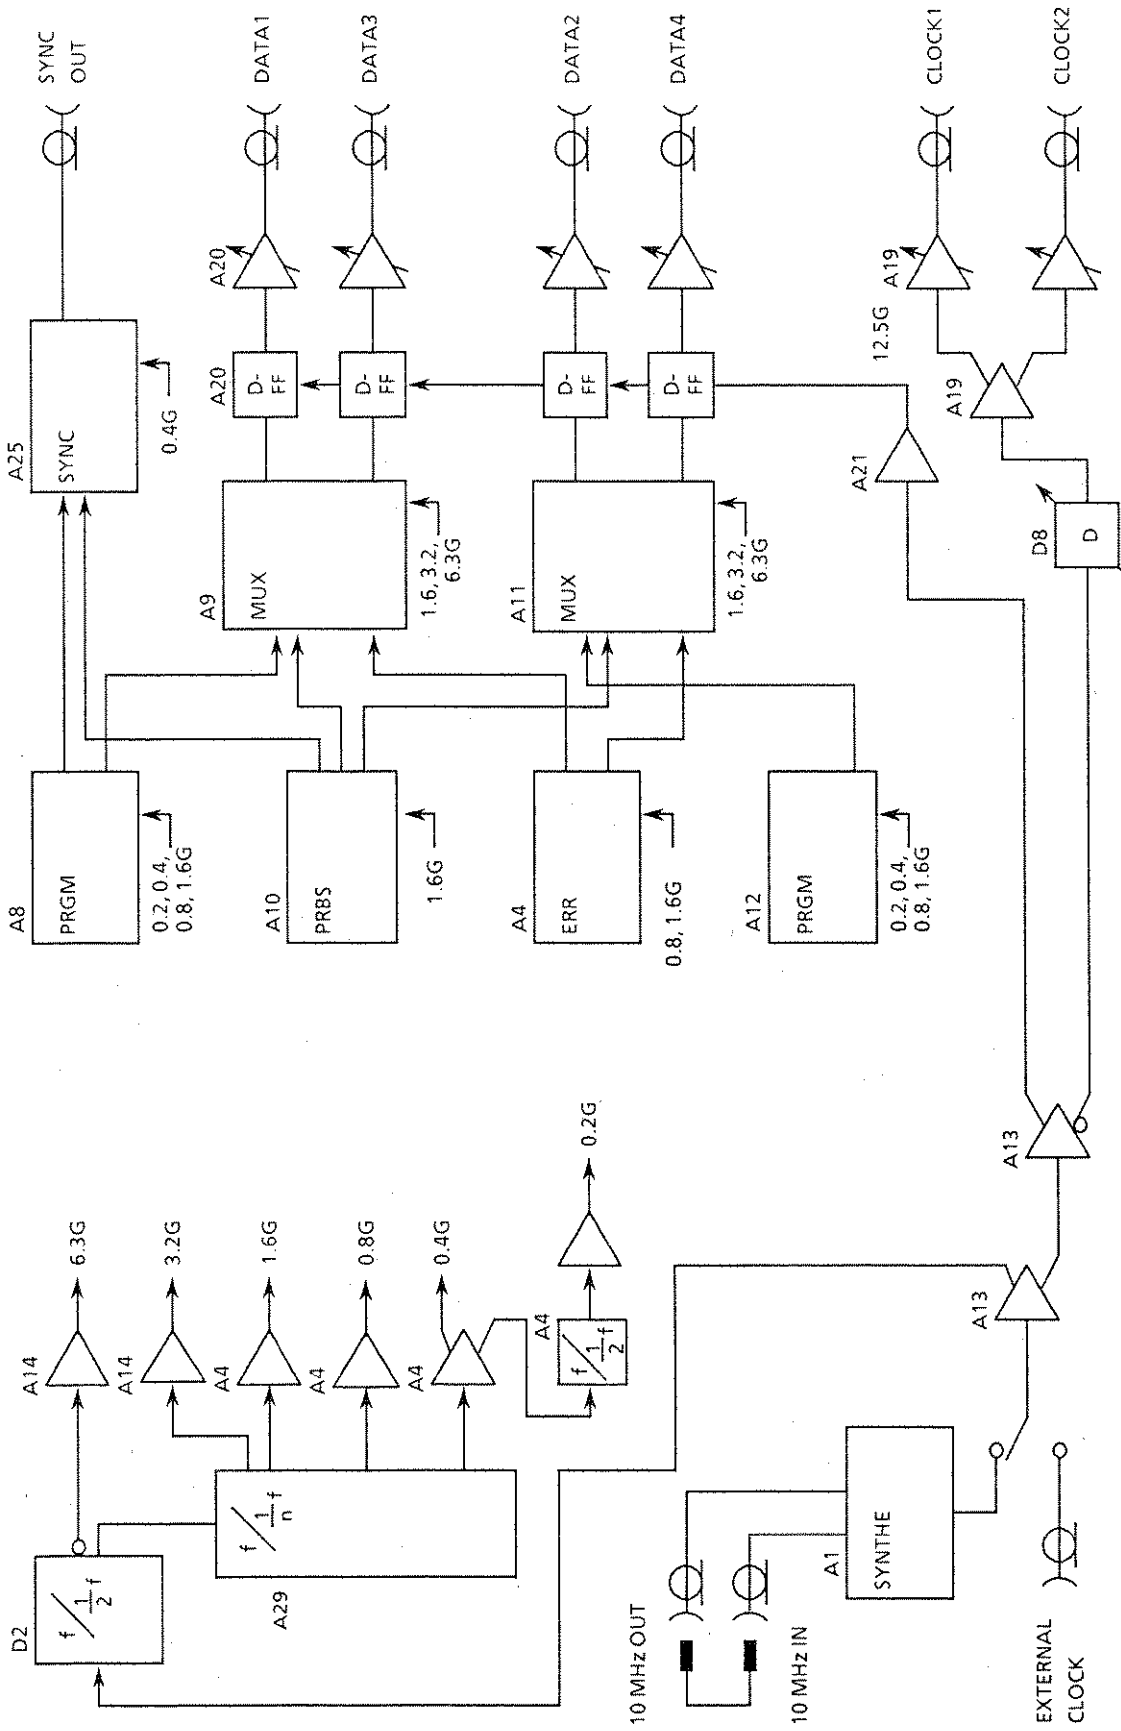 D2
f / 1/2 f
A14
6.3G
A14
3.2G
A4
1.6G
A4
0.8G
A4
0.4G
A4
f / 1/2 f
0.2G
A29
f / 1/n f
10 MHz OUT
10 MHz IN
A1
SYNTHE
EXTERNAL
CLOCK
A13
A13
A8
PRGM
0.2, 0.4,
0.8, 1.6G
A10
PRBS
1.6G
A4
ERR
0.8, 1.6G
A12
PRGM
0.2, 0.4,
0.8, 1.6G
A25
SYNC
0.4G
SYNC
OUT
A9
MUX
1.6, 3.2,
6.3G
A11
MUX
1.6, 3.2,
6.3G
A20
D-
FF
D-
FF
D-
FF
D-
FF
A20
DATA1
DATA3
DATA2
DATA4
A21
D8
D
A19
12.5G
A19
CLOCK1
CLOCK2